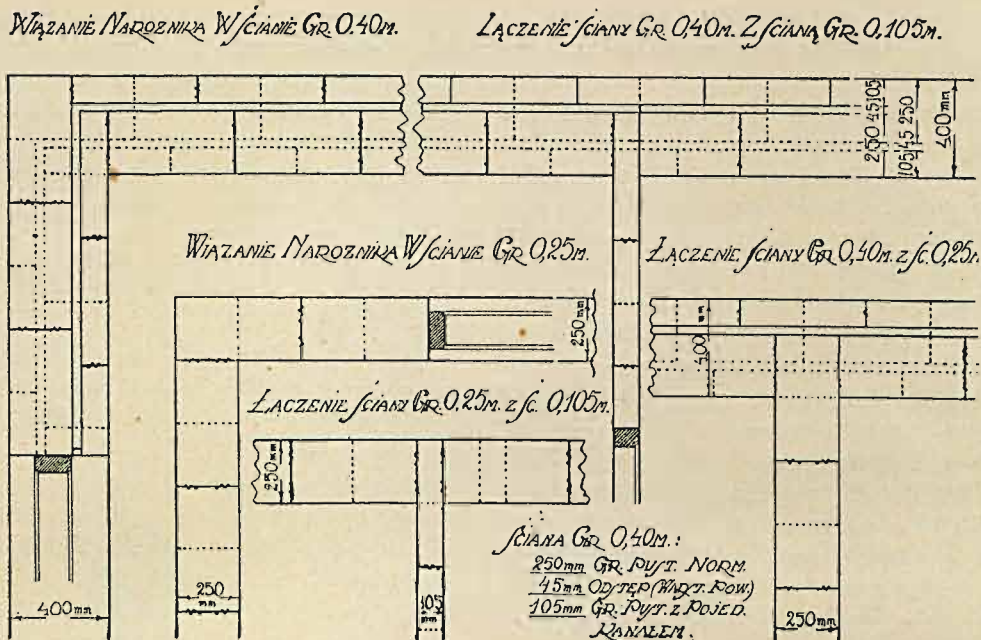 WIĄZANIE NAROZNIKA W ŚCIANIE GR. 0.40M.
ŁĄCZENIE ŚCIANY GR. 0,40M. Z ŚCIANĄ GR. 0,105M.
250 45 105
105 45 250
400mm
WIĄZANIE NAROZNIKA W ŚCIANIE GR 0,25M.
ŁĄCZENIE ŚCIANY GR 0,40M. Z ŚC. 0,25M
250mm
400 mm
ŁĄCZENIE ŚCIANY GR. 0,25M. Z ŚC. 0,105M.
250mm
ŚCIANA GR 0,40M.:
250mm GR. PUST. NORM.
45mm ODSTĘP (WARST. POW.)
105mm GR. PUST. Z POJED.
KANAŁEM.
400mm
250 mm
105 mm
250mm